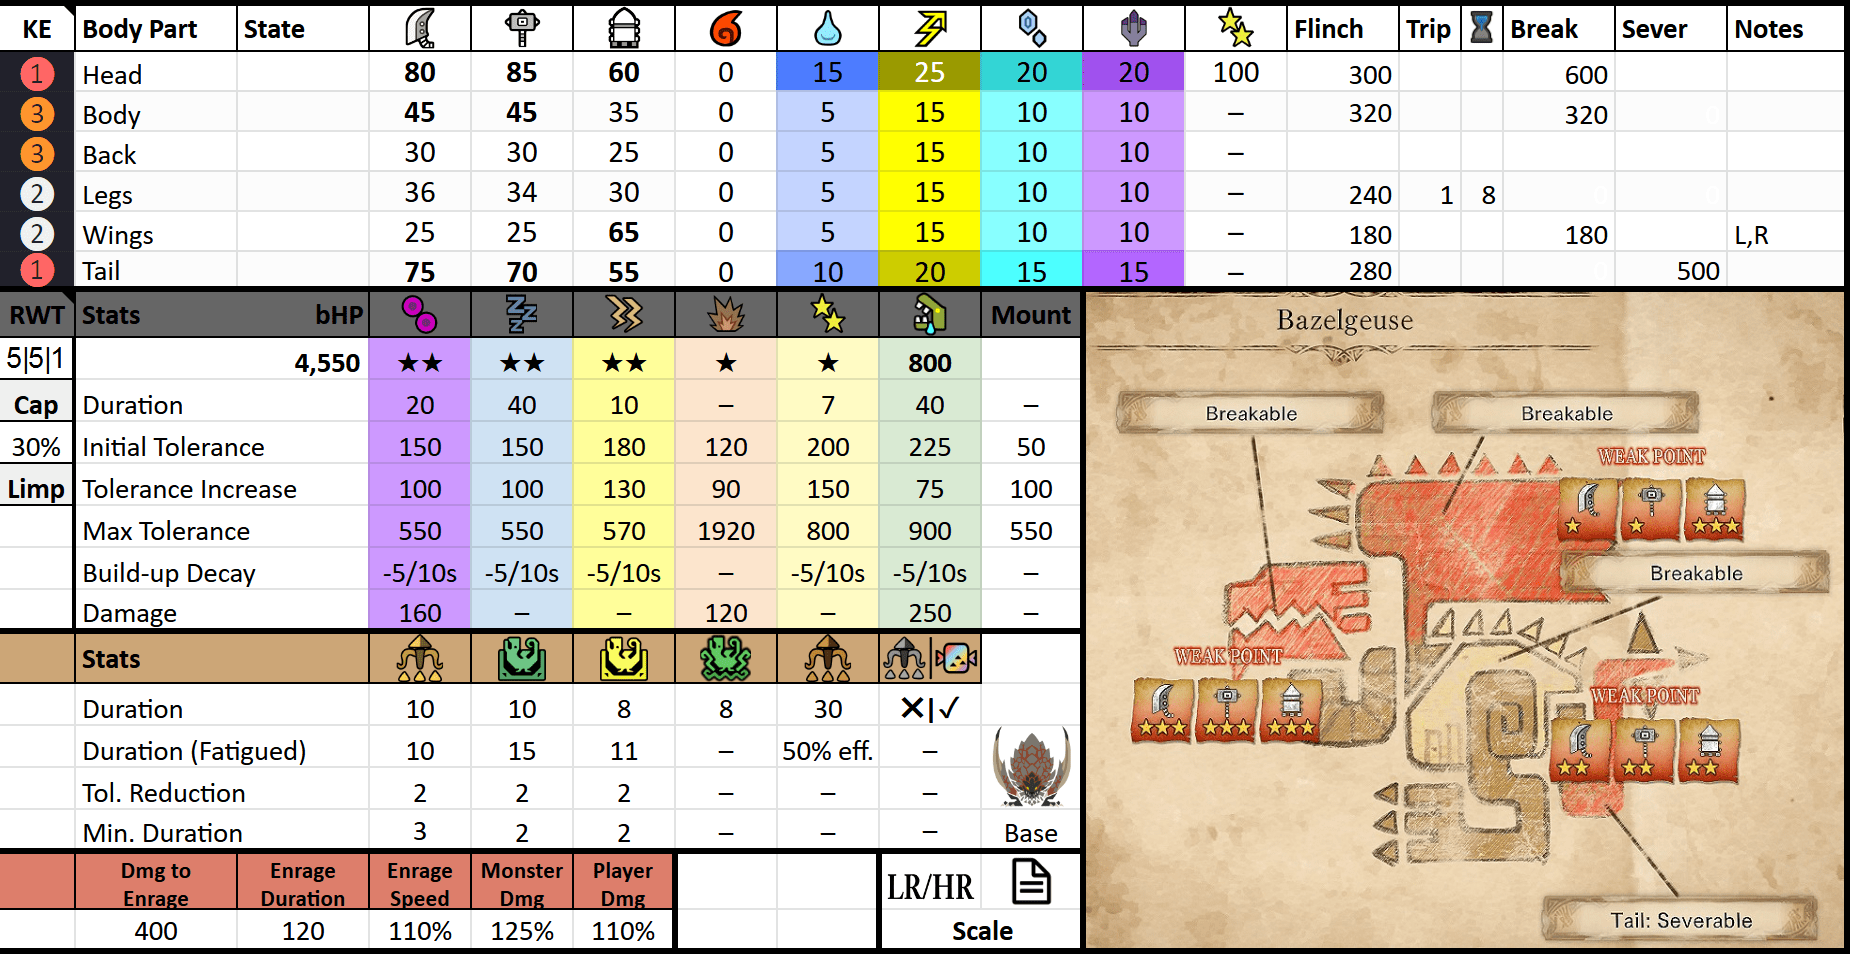 KE Body Part State Flinch Trip Break Sever Notes
1 Head 80 85 60 0 15 25 20 20 100 300 600
3 Body 45 45 35 0 5 15 10 10 – 320 320
3 Back 30 30 25 0 5 15 10 10 –
2 Legs 36 34 30 0 5 15 10 10 – 240 1 8
2 Wings 25 25 65 0 5 15 10 10 – 180 180 L,R
1 Tail 75 70 55 0 10 20 15 15 – 280 500
RWT Stats bHP Mount
5|5|1 4,550 ★★ ★★ ★★ ★ ★ 800
Cap Duration 20 40 10 – 7 40 –
30% Initial Tolerance 150 150 180 120 200 225 50
Limp Tolerance Increase 100 100 130 90 150 75 100
Max Tolerance 550 550 570 1920 800 900 550
Build-up Decay -5/10s -5/10s -5/10s – -5/10s -5/10s –
Damage 160 – – 120 – 250 –
Stats
Duration 10 10 8 8 30 ✕|✓
Duration (Fatigued) 10 15 11 – 50% eff. –
Tol. Reduction 2 2 2 – – –
Min. Duration 3 2 2 – – – Base
Dmg to Enrage Enrage Duration Enrage Speed Monster Dmg Player Dmg LR/HR
400 120 110% 125% 110% Scale
Bazelgeuse
Breakable Breakable
WEAK POINT
Breakable
WEAK POINT
WEAK POINT
Tail: Severable